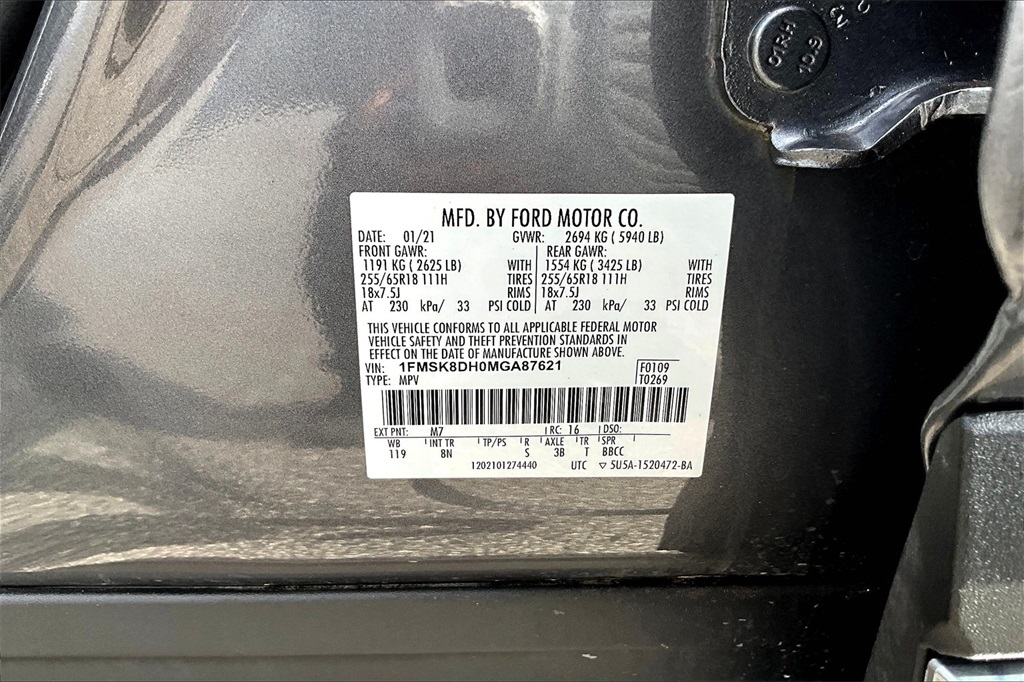 01RH
10.9
MFD. BY FORD MOTOR CO.
DATE: 01/21 GVWR: 2694 KG ( 5940 LB)
FRONT GAWR: REAR GAWR:
1191 KG ( 2625 LB) WITH 1554 KG ( 3425 LB) WITH
255/65R18 111H TIRES 255/65R18 111H TIRES
18x7.5J RIMS 18x7.5J RIMS
AT 230 kPa/ 33 PSI COLD AT 230 kPa/ 33 PSI COLD
THIS VEHICLE CONFORMS TO ALL APPLICABLE FEDERAL MOTOR
VEHICLE SAFETY AND THEFT PREVENTION STANDARDS IN
EFFECT ON THE DATE OF MANUFACTURE SHOWN ABOVE.
VIN: 1FMSK8DH0MGA87621 F0109
TYPE: MPV T0269
EXT PNT: M7 RC: 16 DSO:
WB INT TR TP/PS R AXLE TR SPR
119 8N S 3B T BBCC
1202101274440 UTC ▽ 5U5A-1520472-BA